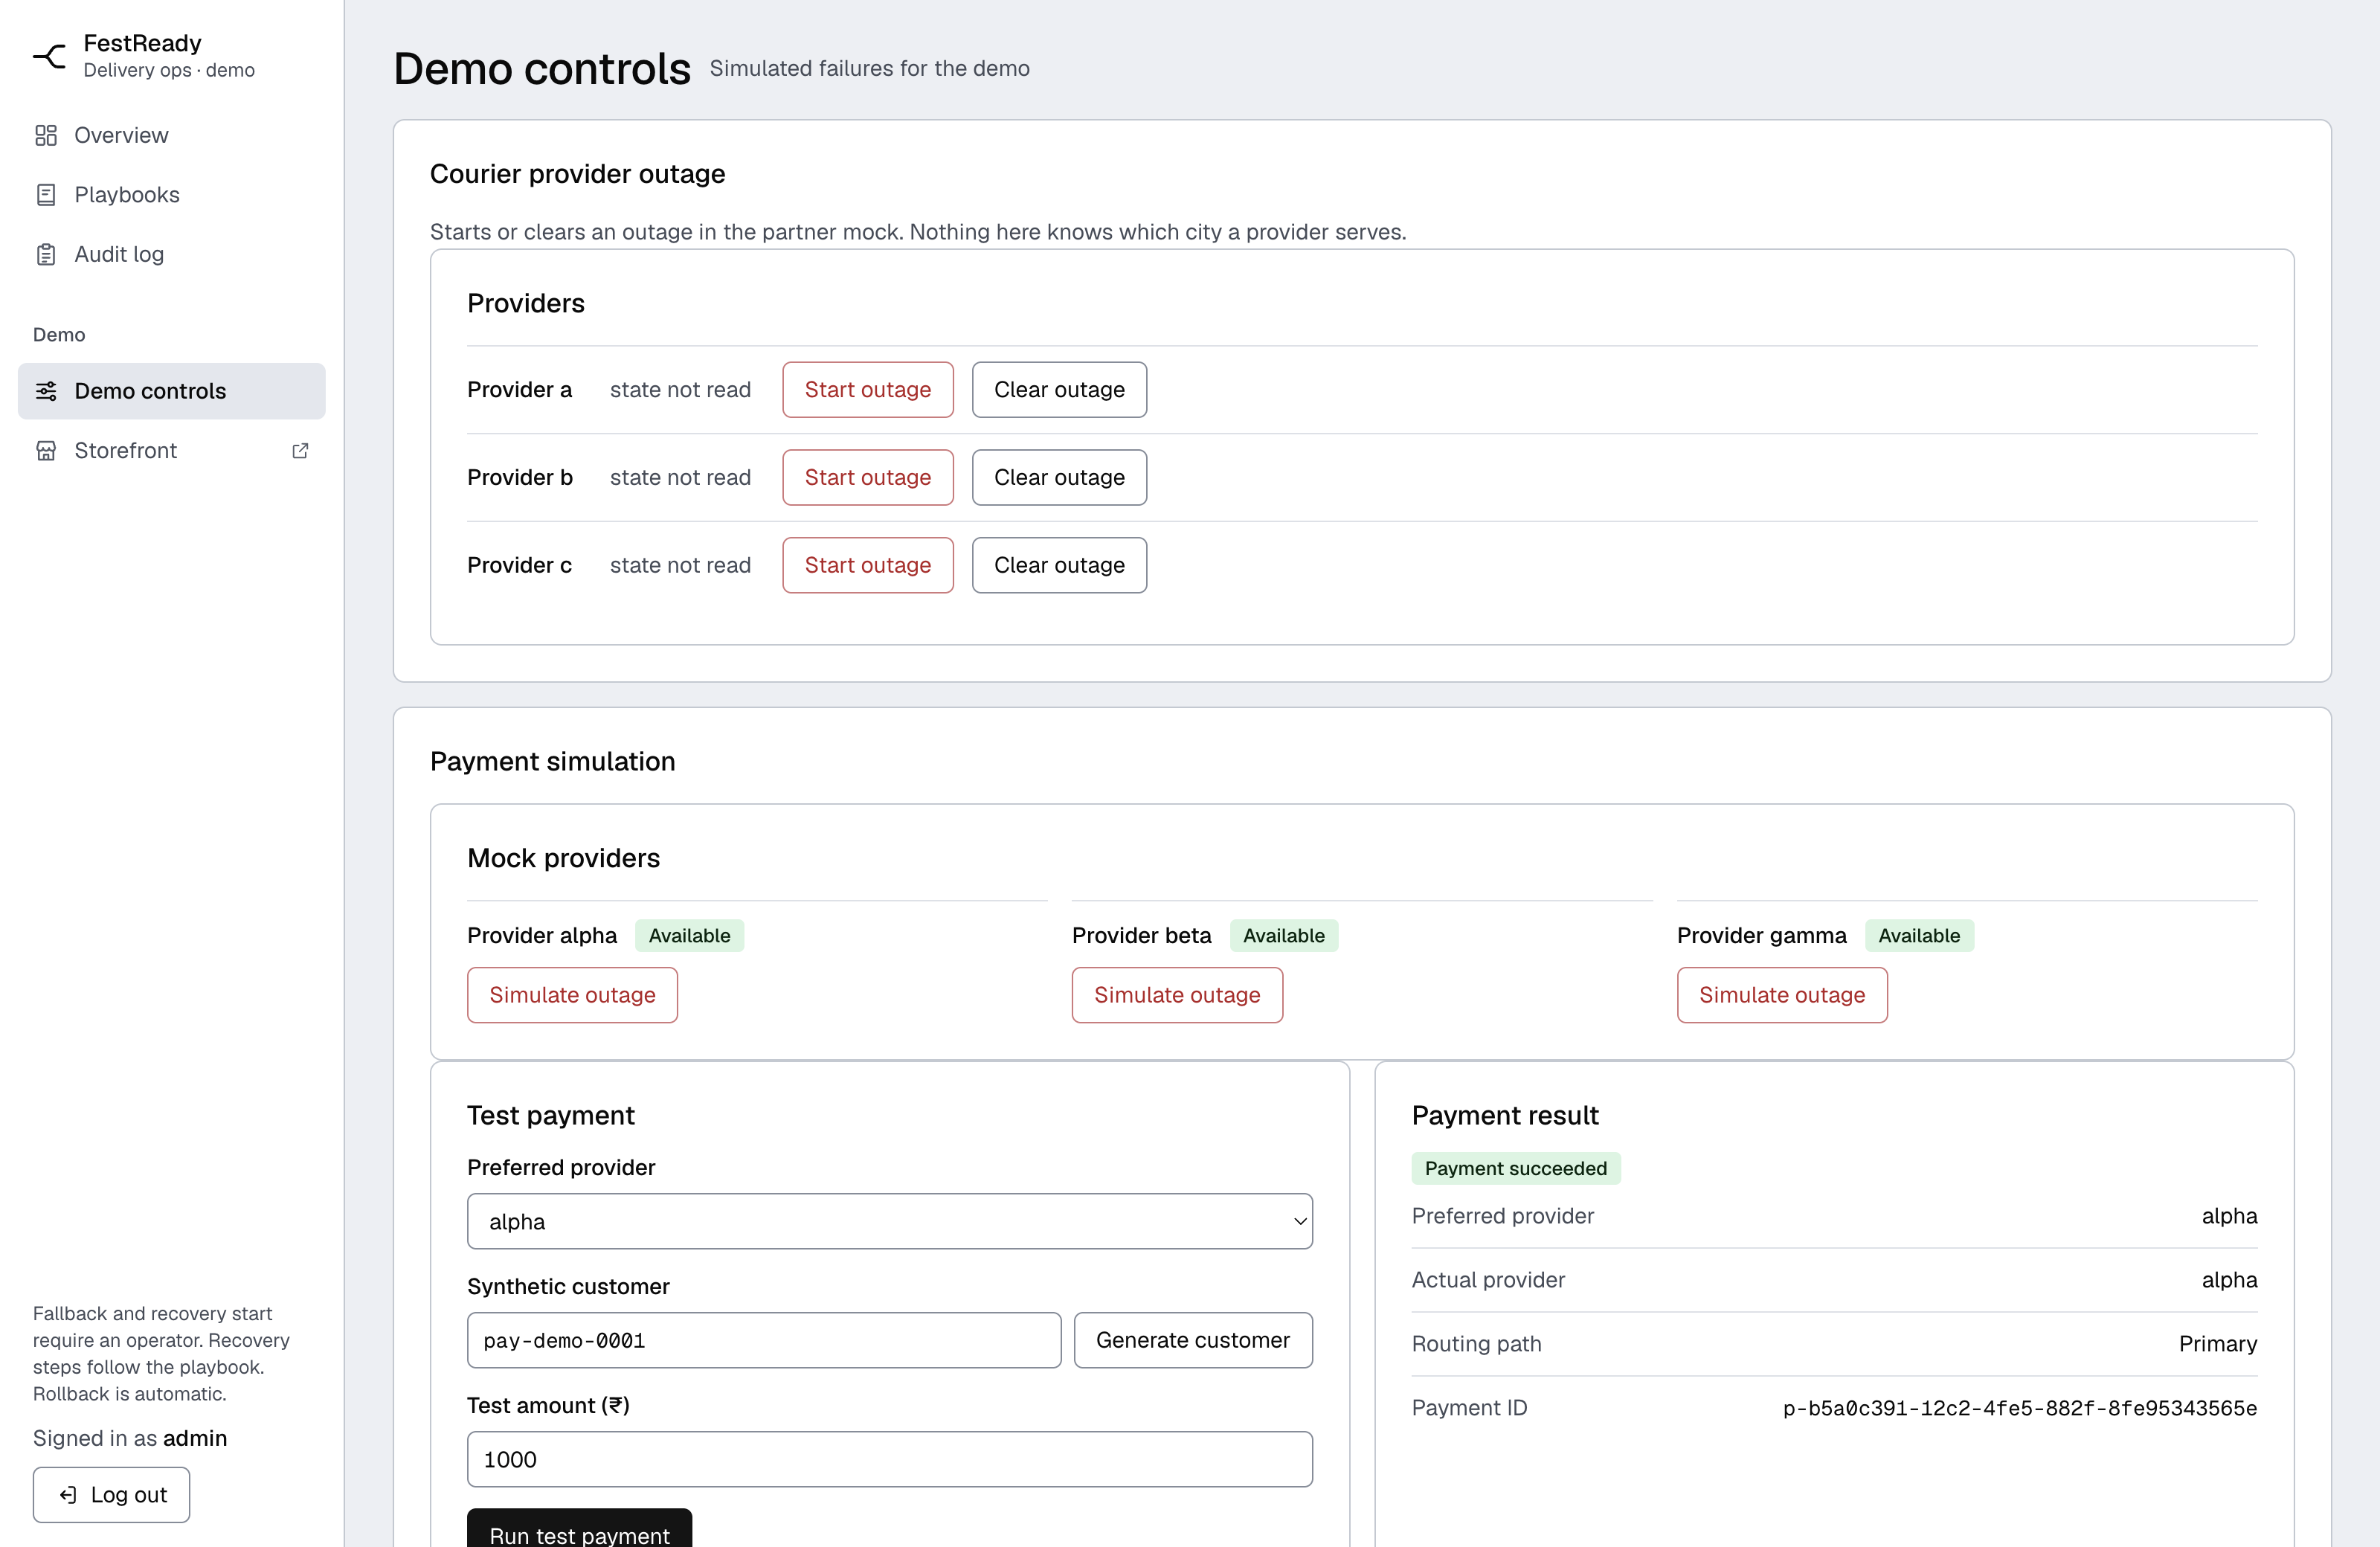 FestReady
Delivery ops · demo
Overview
Playbooks
Audit log
Demo
Demo controls
Storefront
Fallback and recovery start
require an operator. Recovery
steps follow the playbook.
Rollback is automatic.
Signed in as admin
Log out
Demo controls Simulated failures for the demo
Courier provider outage
Starts or clears an outage in the partner mock. Nothing here knows which city a provider serves.
Providers
Provider a state not read Start outage Clear outage
Provider b state not read Start outage Clear outage
Provider c state not read Start outage Clear outage
Payment simulation
Mock providers
Provider alpha Available
Simulate outage
Provider beta Available
Simulate outage
Provider gamma Available
Simulate outage
Test payment
Preferred provider
alpha
Synthetic customer
pay-demo-0001 Generate customer
Test amount (₹)
1000
Run test payment
Payment result
Payment succeeded
Preferred provider alpha
Actual provider alpha
Routing path Primary
Payment ID p-b5a0c391-12c2-4fe5-882f-8fe95343565e